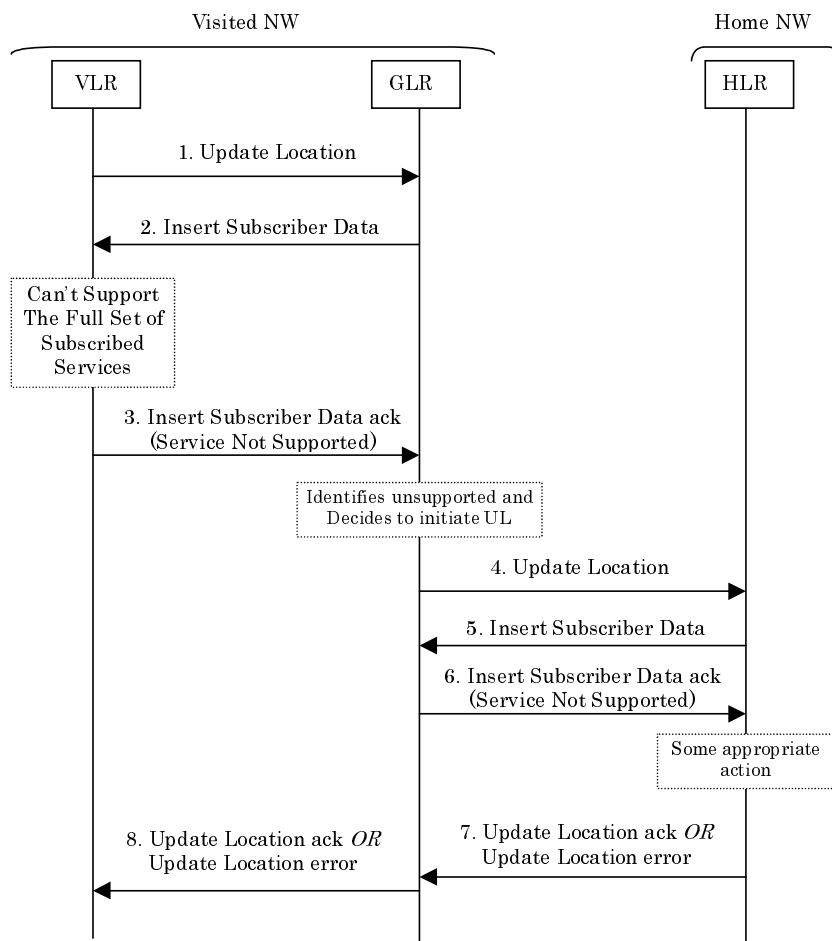 Visited NW
Home NW
VLR
GLR
HLR
1. Update Location
2. Insert Subscriber Data
Can't Support
The Full Set of
Subscribed
Services
3. Insert Subscriber Data ack
(Service Not Supported)
Identifies unsupported and
Decides to initiate UL
4. Update Location
5. Insert Subscriber Data
6. Insert Subscriber Data ack
(Service Not Supported)
Some appropriate
action
7. Update Location ack OR
Update Location error
8. Update Location ack OR
Update Location error